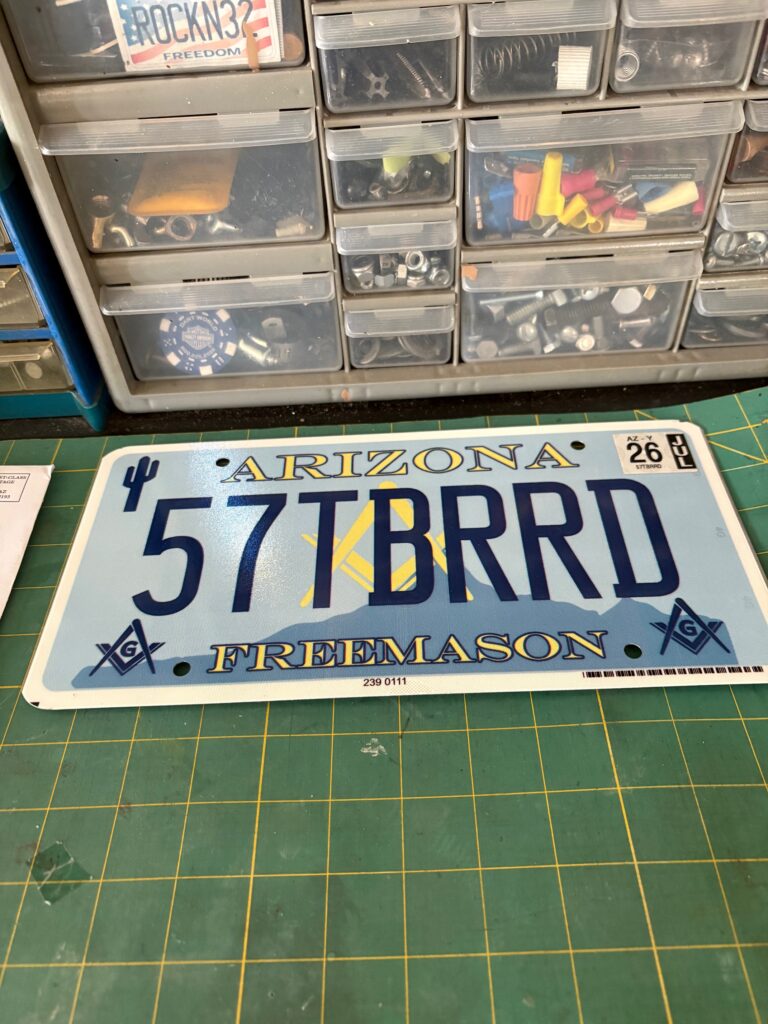 ROCKN32
FREEDOM
ARIZONA
AZ - Y
26
JUL
57TBRRD
57TBRRD
G
G
FREEMASON
239 0111